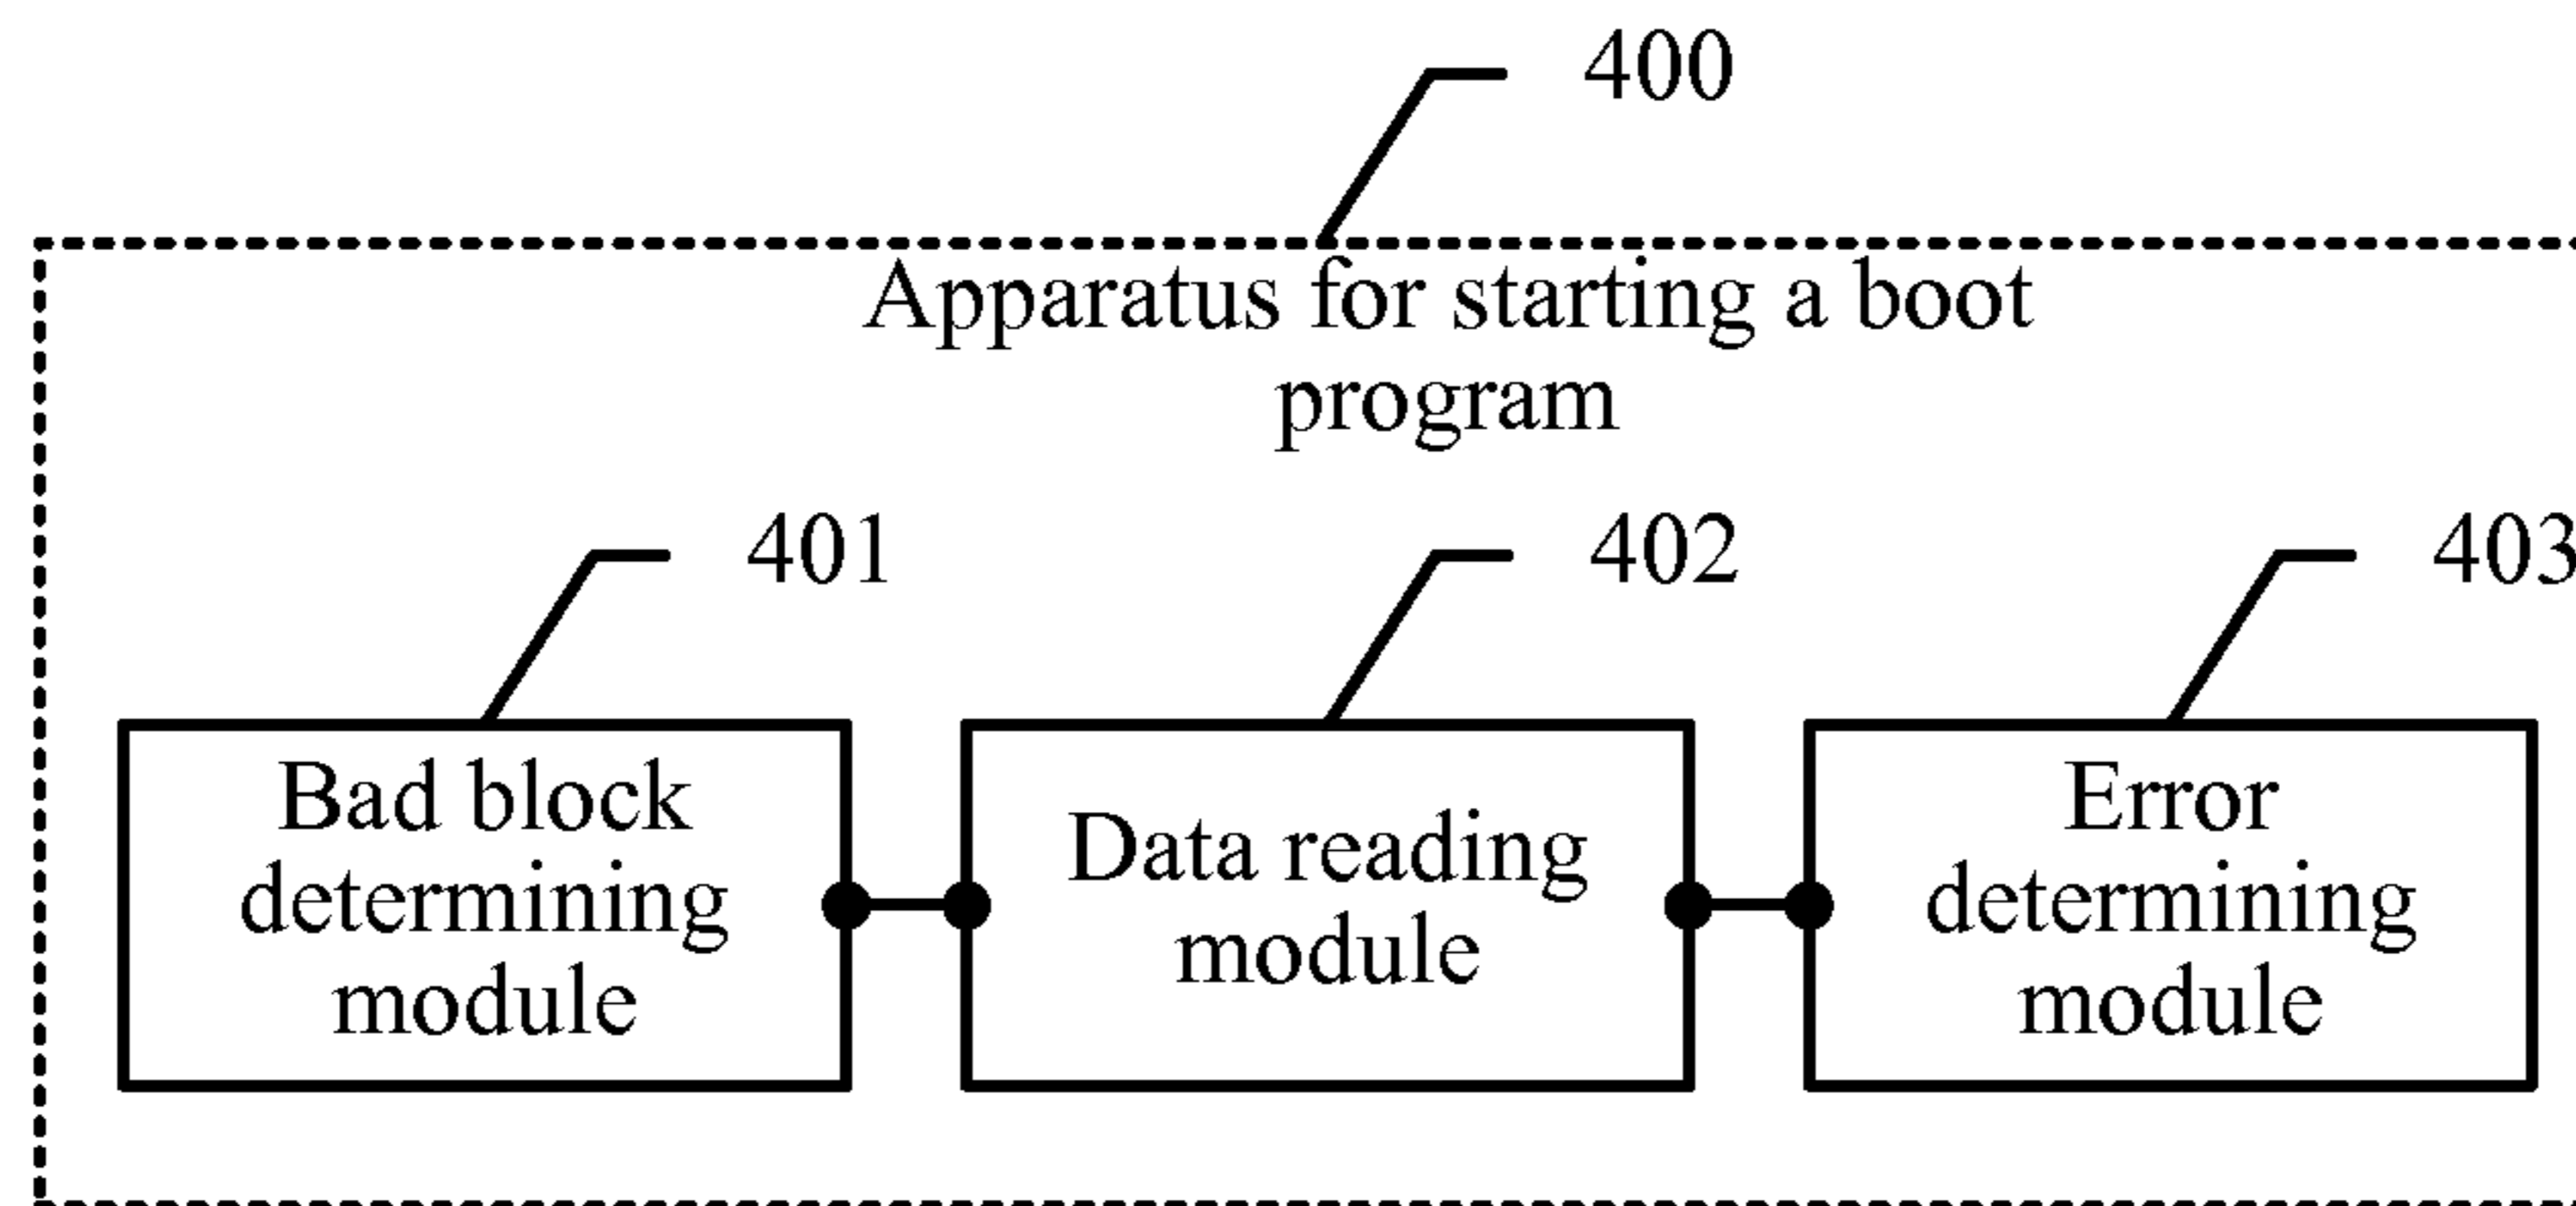 400
Apparatus for starting a boot
program
401
402
403
Bad block
determining
module
Data reading
module
Error
determining
module